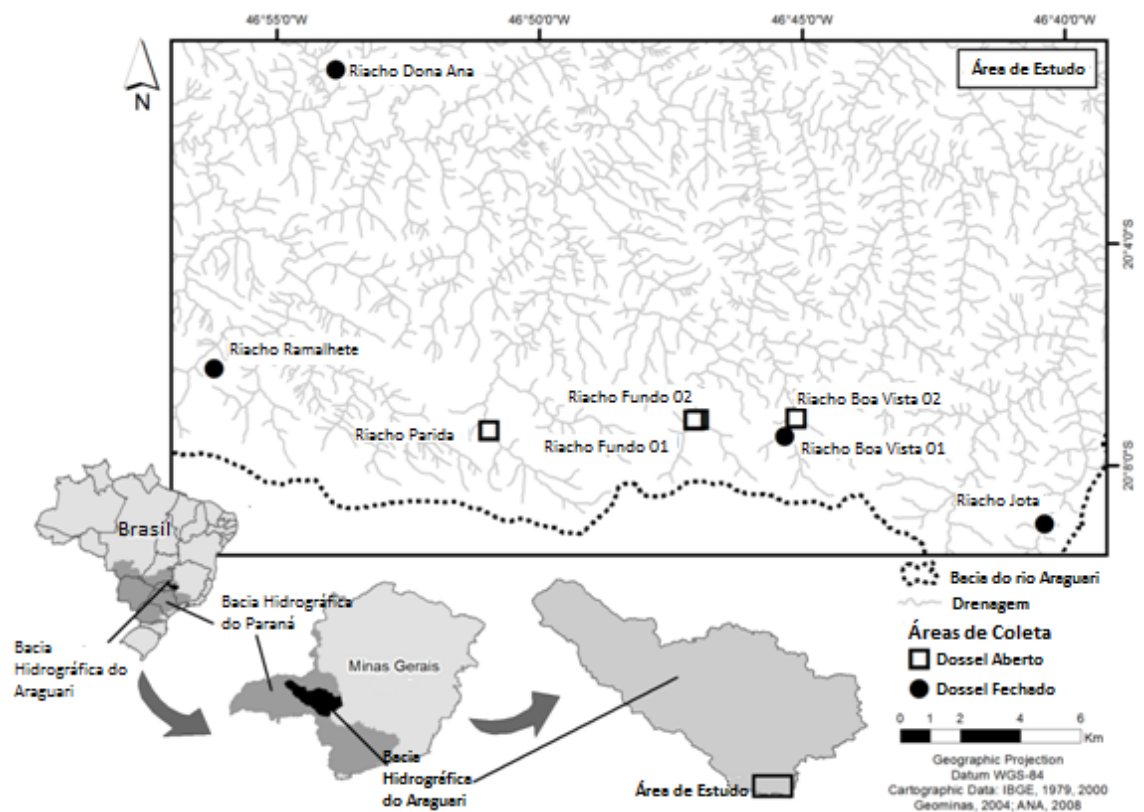 46°55'0"W
46°50'0"W
46°45'0"W
46°40'0"W
Área de Estudo
N
Riacho Dona Ana
20°4'0"S
Riacho Ramalhete
Riacho Fundo 02
Riacho Boa Vista 02
Riacho Parida
Riacho Fundo 01
Riacho Boa Vista 01
20°8'0"S
Riacho Jota
Brasil
Bacia do rio Araguari
Drenagem
Bacia Hidrográfica
do Paraná
Áreas de Coleta
Bacia
Hidrográfica do
Araguari
Minas Gerais
Dossel Aberto
Dossel Fechado
0 1 2 4 6
Km
Bacia
Hidrográfica
do Araguari
Área de Estudo
Geographic Projection
Datum WGS-84
Cartographic Data: IBGE, 1979, 2000
Geominas, 2004; ANA, 2008